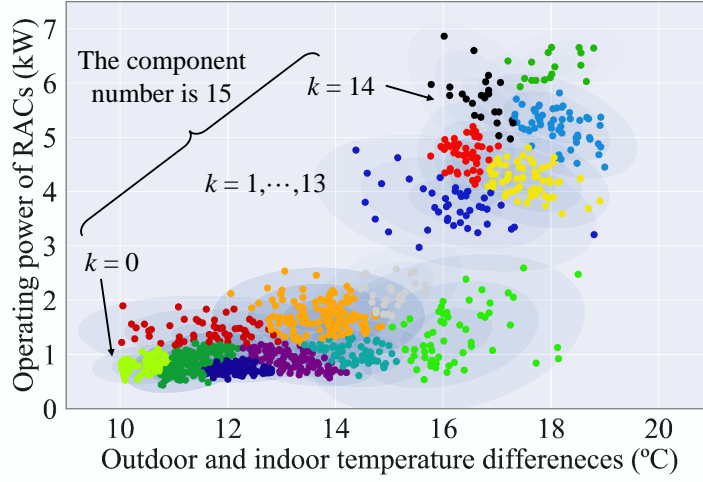 Operating power of RACs (kW)
7
6
5
4
3
2
1
0
The component
number is 15
k = 14
k = 1,⋯,13
k = 0
10 12 14 16 18 20
Outdoor and indoor temperature differeneces (ºC)